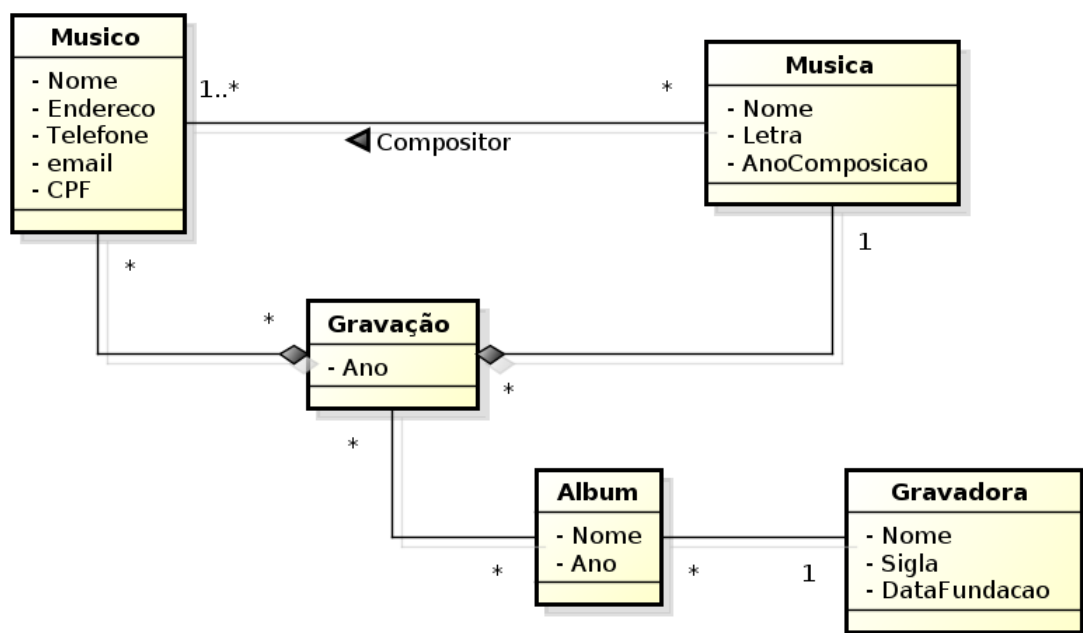 Musico
- Nome
- Endereco
- Telefone
- email
- CPF
1..*
*
Compositor
Musica
- Nome
- Letra
- AnoComposicao
*
*
1
*
Gravação
- Ano
*
*
Album
- Nome
- Ano
*
1
Gravadora
- Nome
- Sigla
- DataFundacao